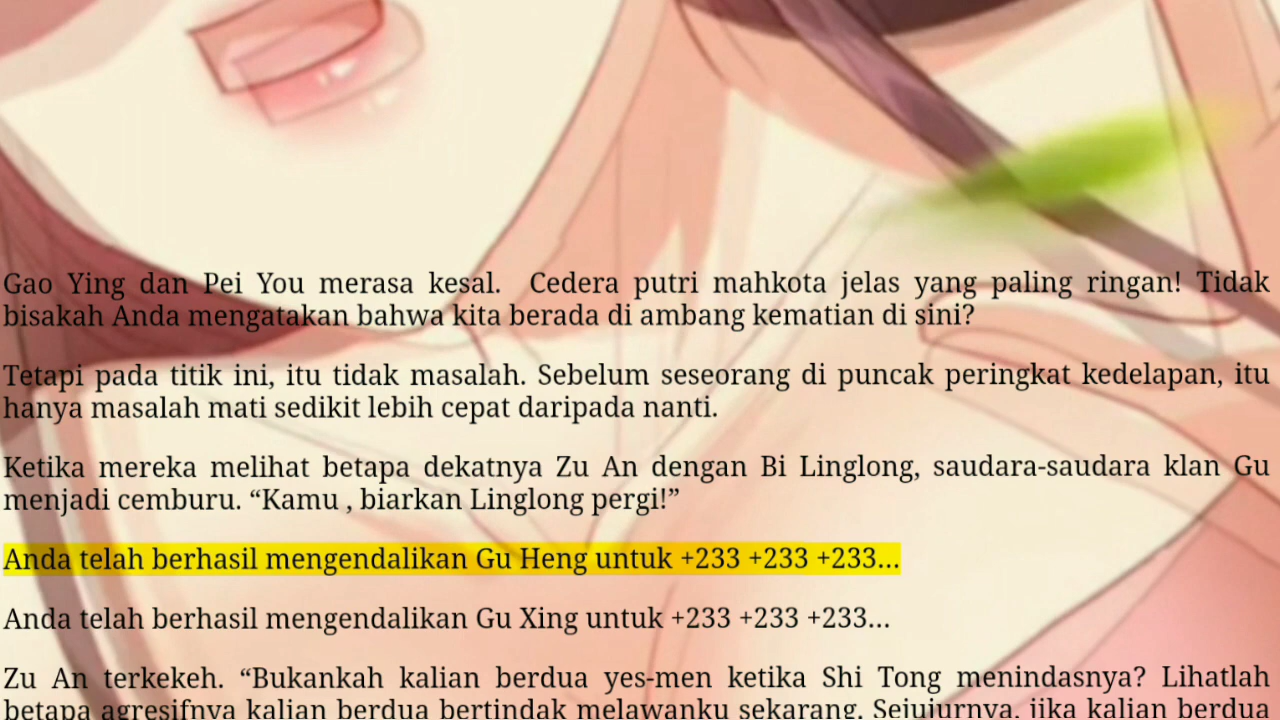 Gao Ying dan Pei You merasa kesal.  Cedera putri mahkota jelas yang paling ringan! Tidak
bisakah Anda mengatakan bahwa kita berada di ambang kematian di sini?
Tetapi pada titik ini, itu tidak masalah. Sebelum seseorang di puncak peringkat kedelapan, itu
hanya masalah mati sedikit lebih cepat daripada nanti.
Ketika mereka melihat betapa dekatnya Zu An dengan Bi Linglong, saudara-saudara klan Gu
menjadi cemburu. “Kamu , biarkan Linglong pergi!”
Anda telah berhasil mengendalikan Gu Heng untuk +233 +233 +233…
Anda telah berhasil mengendalikan Gu Xing untuk +233 +233 +233…
Zu An terkekeh. “Bukankah kalian berdua yes-men ketika Shi Tong menindasnya? Lihatlah
betapa agresifnya kalian berdua bertindak melawanku sekarang. Sejujurnya, jika kalian berdua